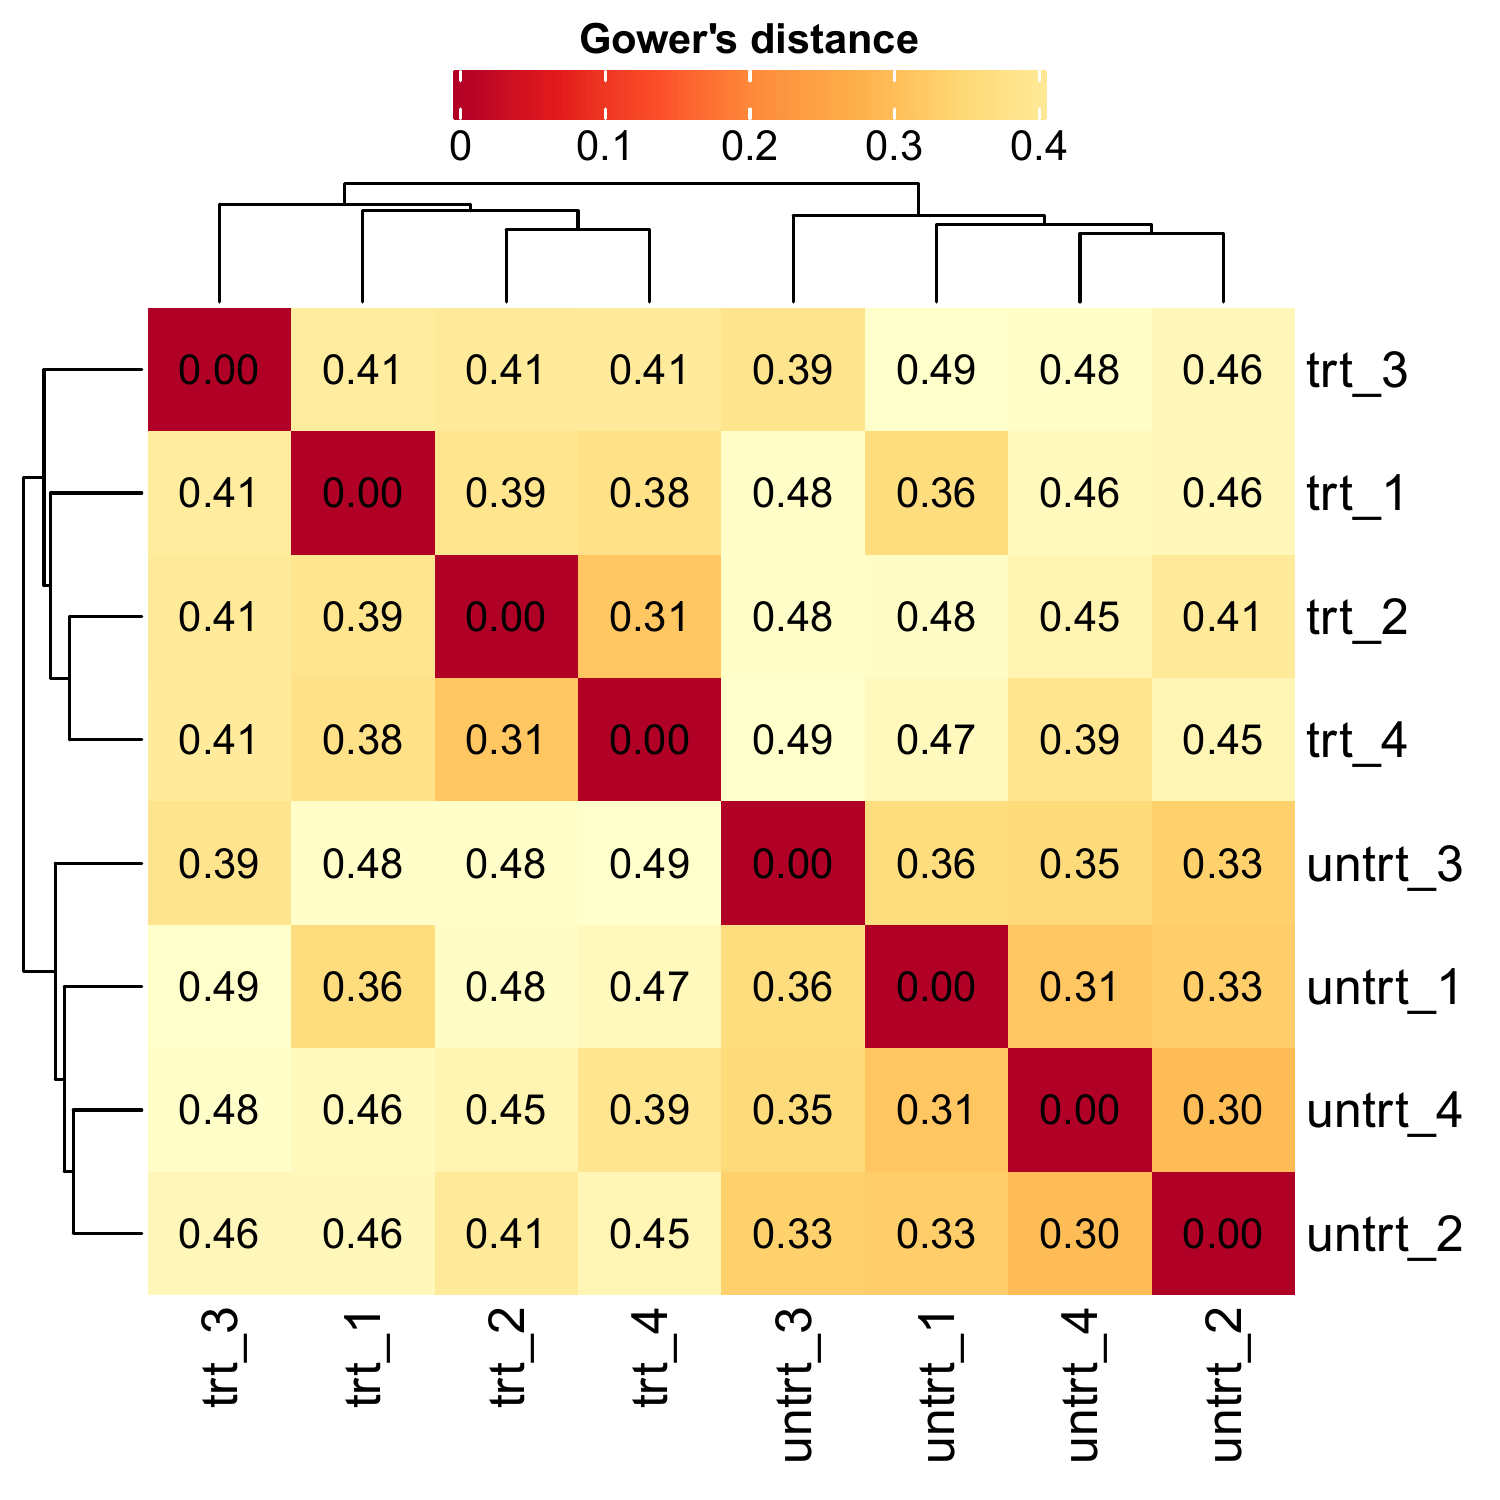 Gower's distance
0 0.1 0.2 0.3 0.4
0.00 0.41 0.41 0.41 0.39 0.49 0.48 0.46 trt_3
0.41 0.00 0.39 0.38 0.48 0.36 0.46 0.46 trt_1
0.41 0.39 0.00 0.31 0.48 0.48 0.45 0.41 trt_2
0.41 0.38 0.31 0.00 0.49 0.47 0.39 0.45 trt_4
0.39 0.48 0.48 0.49 0.00 0.36 0.35 0.33 untrt_3
0.49 0.36 0.48 0.47 0.36 0.00 0.31 0.33 untrt_1
0.48 0.46 0.45 0.39 0.35 0.31 0.00 0.30 untrt_4
0.46 0.46 0.41 0.45 0.33 0.33 0.30 0.00 untrt_2
trt_3 trt_1 trt_2 trt_4 untrt_3 untrt_1 untrt_4 untrt_2